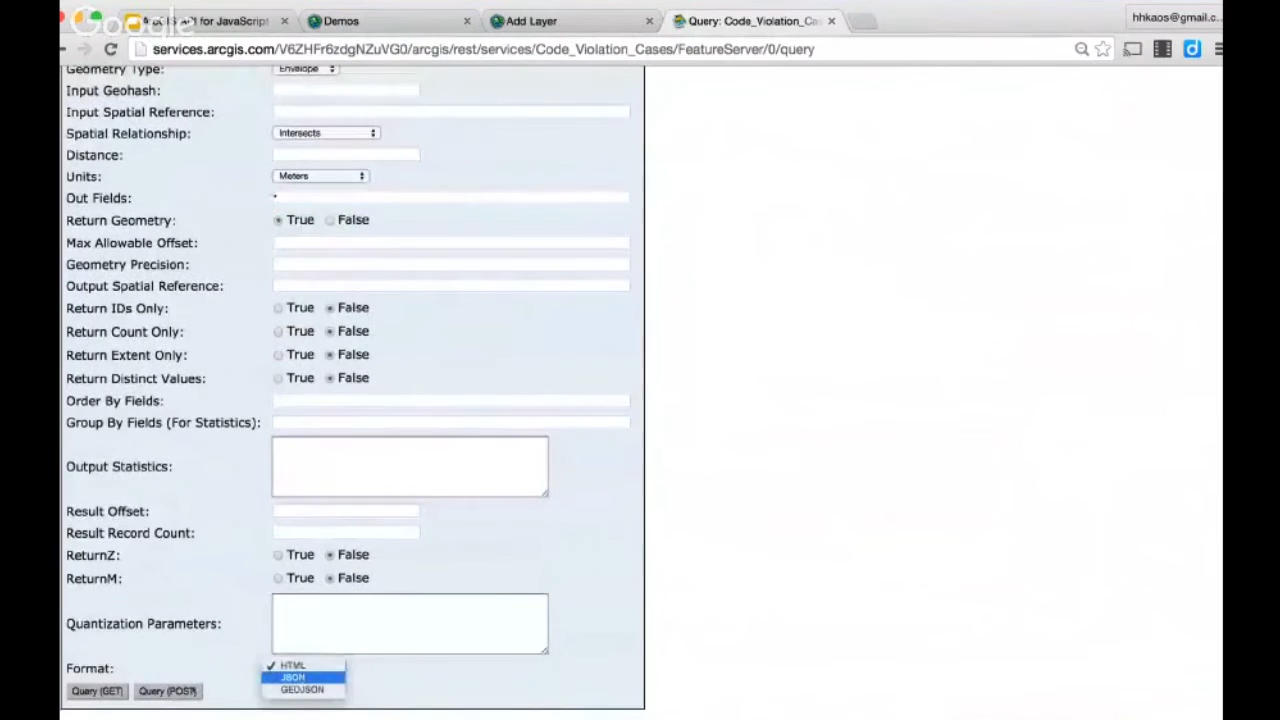 Google
ArcGIS API for JavaScript × Demos × Add Layer × Query: Code_Violation_Cas ×
hhkaos@gmail.c...
services.arcgis.com/V6ZHFr6zdgNZuVG0/arcgis/rest/services/Code_Violation_Cases/FeatureServer/0/query
Geometry Type: Envelope
Input Geohash:
Input Spatial Reference:
Spatial Relationship: Intersects
Distance:
Units: Meters
Out Fields: *
Return Geometry: True False
Max Allowable Offset:
Geometry Precision:
Output Spatial Reference:
Return IDs Only: True False
Return Count Only: True False
Return Extent Only: True False
Return Distinct Values: True False
Order By Fields:
Group By Fields (For Statistics):
Output Statistics:
Result Offset:
Result Record Count:
ReturnZ: True False
ReturnM: True False
Quantization Parameters:
✓ HTML
Format:
JSON
GEOJSON
Query (GET) Query (POST)